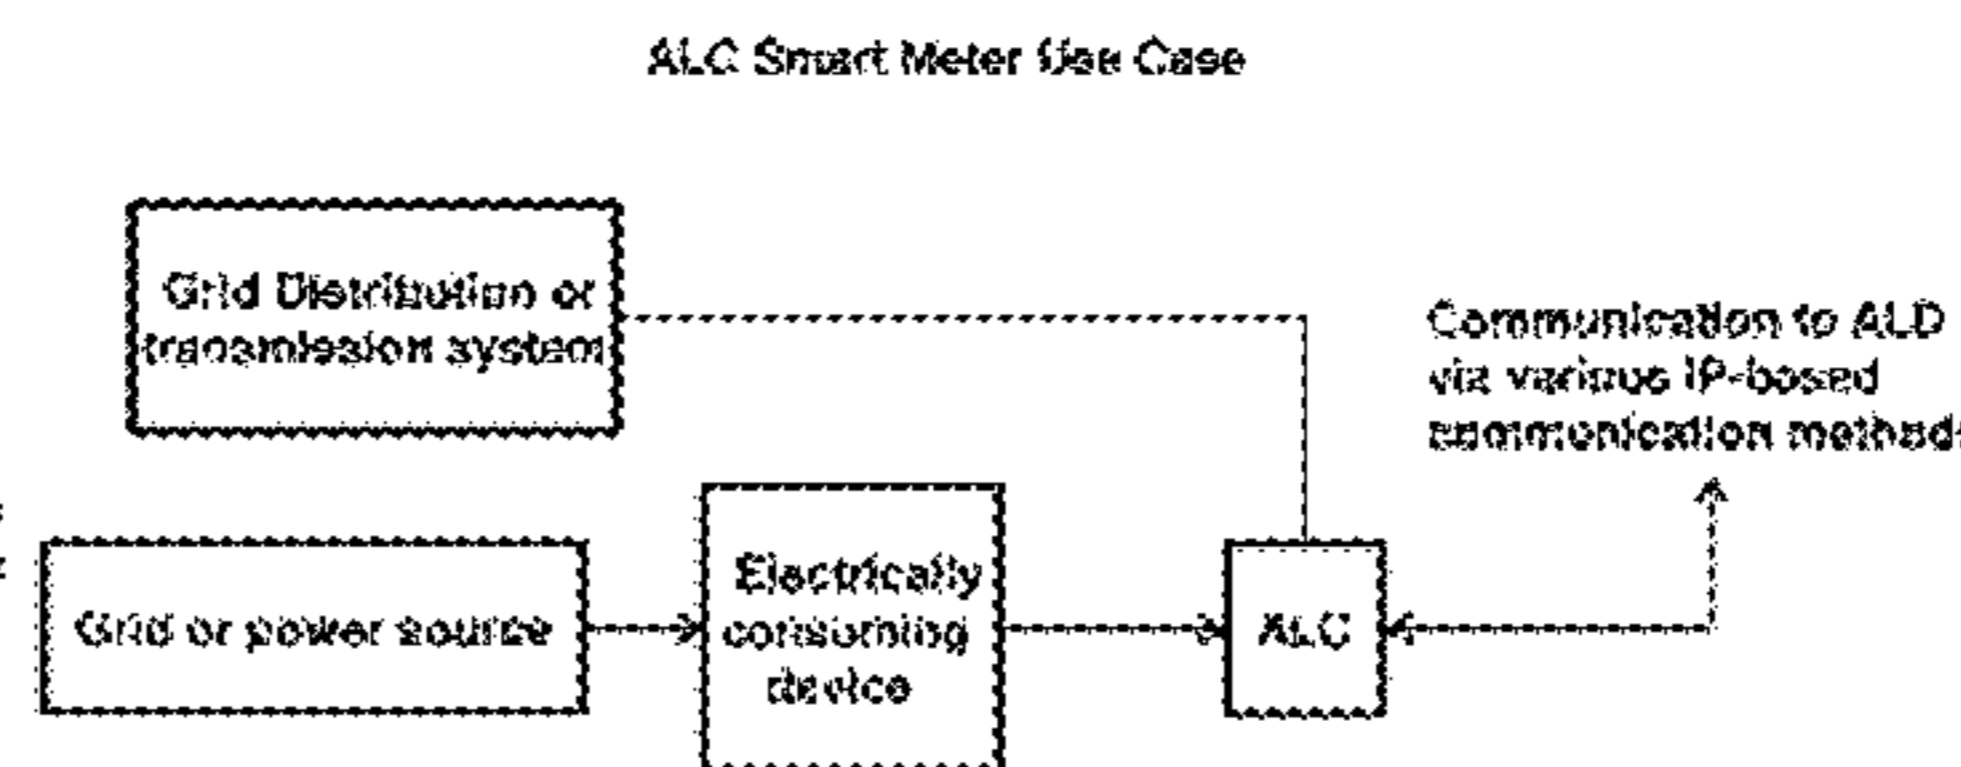 ALC Smart Meter Use Case
Grid Distribution or
transmission system
Communication to ALD
via various IP-based
communication methods
Grid or power source
Electrically
consuming
device
ALC